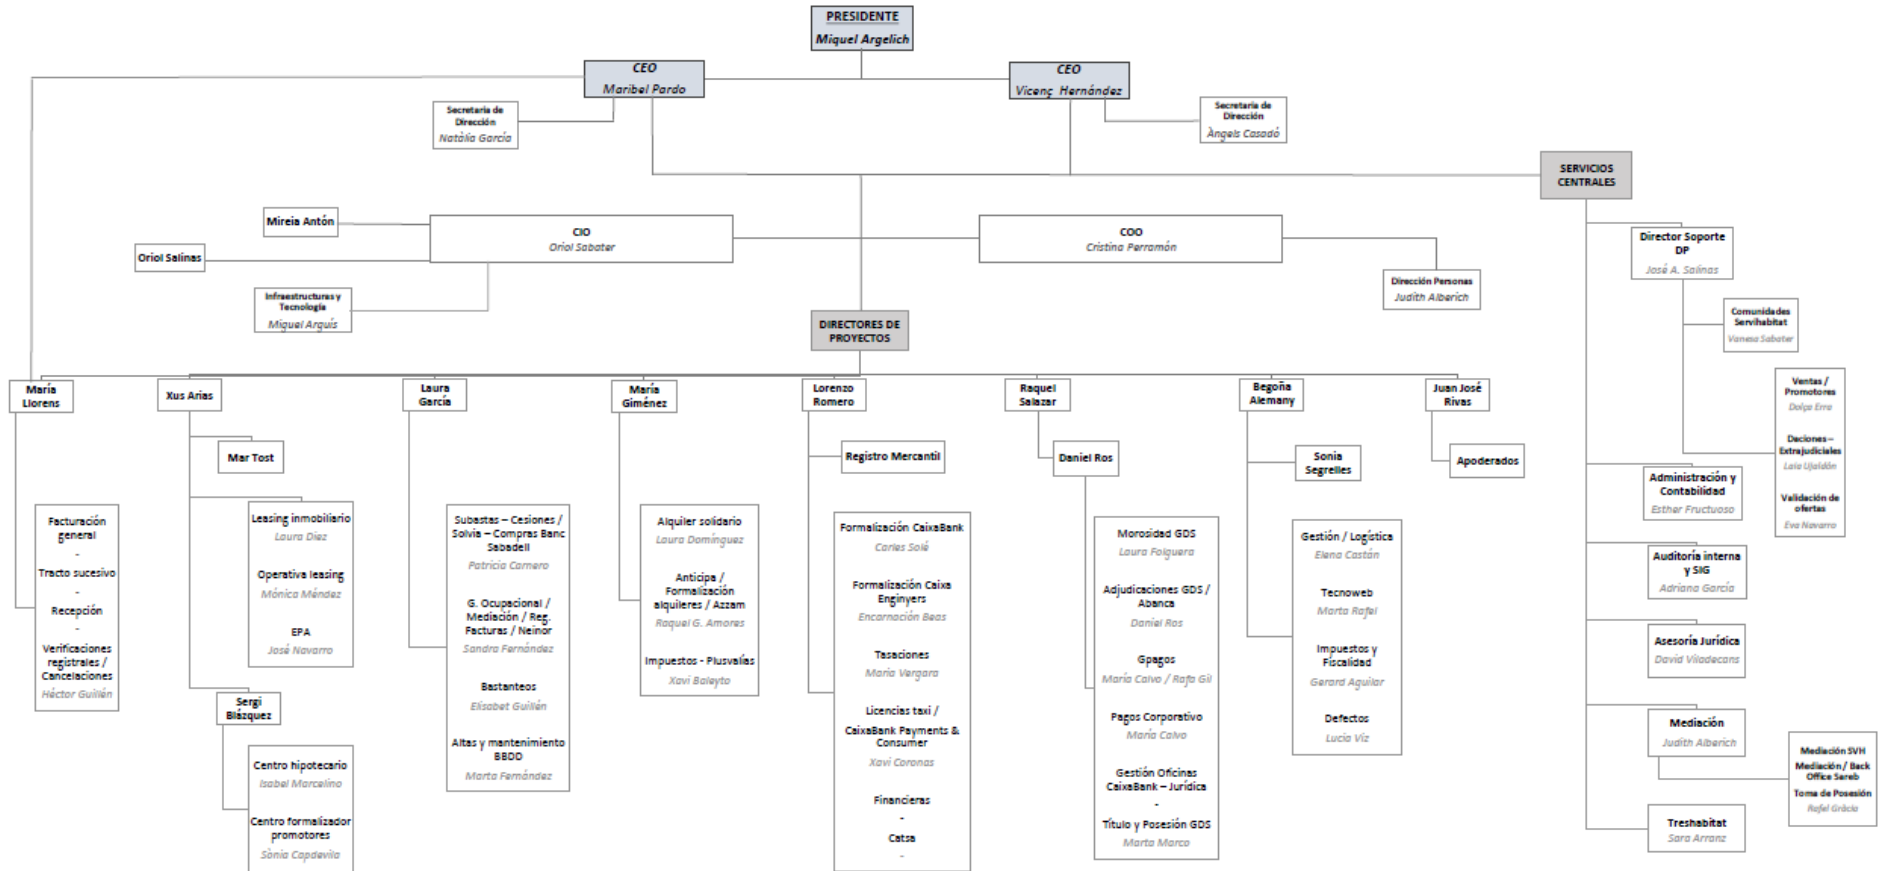 PRESIDENTE
Miquel Argelich
CEO
Maribel Pardo
CEO
Vicenç Hernández
Secretaria de
Dirección
Natàlia García
Secretaria de
Dirección
Àngels Casadó
SERVICIOS
CENTRALES
Mireia Antón
CIO
Oriol Sabater
COO
Cristina Perramón
Oriol Salinas
Infraestructuras y
Tecnología
Miquel Arguis
Dirección Personas
Judith Alberich
DIRECTORES DE
PROYECTOS
Director Soporte
DP
José A. Salinas
Comunidades
Servihabitat
Vanesa Sabater
Ventas /
Promotores
Dolça Erra
Daciones –
Extrajudiciales
Laia Ujaldón
Validación de
ofertas
Eva Navarro
María
Llorens
Xus Arias
Laura
García
María
Giménez
Lorenzo
Romero
Raquel
Salazar
Begoña
Alemany
Juan José
Rivas
Facturación
general
-
Tracto sucesivo
-
Recepción
-
Verificaciones
registrales /
Cancelaciones
Héctor Guillén
Mar Tost
Leasing inmobiliario
Laura Diez
Operativa leasing
Mónica Méndez
EPA
José Navarro
Sergi
Blázquez
Centro hipotecario
Isabel Marcelino
Centro formalizador
promotores
Sònia Capdevila
Subastas – Cesiones /
Solvia – Compras Banc
Sabadell
Patricia Carnero
G. Ocupacional /
Mediación / Reg.
Facturas / Neinor
Sandra Fernández
Bastanteos
Elisabet Guillén
Altas y mantenimiento
BBDD
Marta Fernández
Alquiler solidario
Laura Domínguez
Anticipa /
Formalización
alquileres / Azzam
Raquel G. Amores
Impuestos - Plusvalías
Xavi Baleyto
Registro Mercantil
Formalización CaixaBank
Carles Solé
Formalización Caixa
Enginyers
Encarnación Beas
Tasaciones
Maria Vergara
Licencias taxi /
CaixaBank Payments &
Consumer
Xavi Coronas
Financieras
-
Catsa
-
Daniel Ros
Morosidad GDS
Laura Folguera
Adjudicaciones GDS /
Abanca
Daniel Ros
Gpagos
María Calvo / Rafa Gil
Pagos Corporativo
María Calvo
Gestión Oficinas
CaixaBank – Jurídica
-
Título y Posesión GDS
Marta Marco
Sonia
Segrelles
Gestión / Logística
Elena Castán
Tecnoweb
Marta Rafel
Impuestos y
Fiscalidad
Gerard Aguilar
Defectos
Lucia Viz
Apoderados
Administración y
Contabilidad
Esther Fructuoso
Auditoría interna
y SIG
Adriana García
Asesoría Jurídica
David Viladecans
Mediación
Judith Alberich
Mediación SVH
Mediación / Back
Office Sareb
Toma de Posesión
Rafel Gràcia
Treshabitat
Sara Arranz